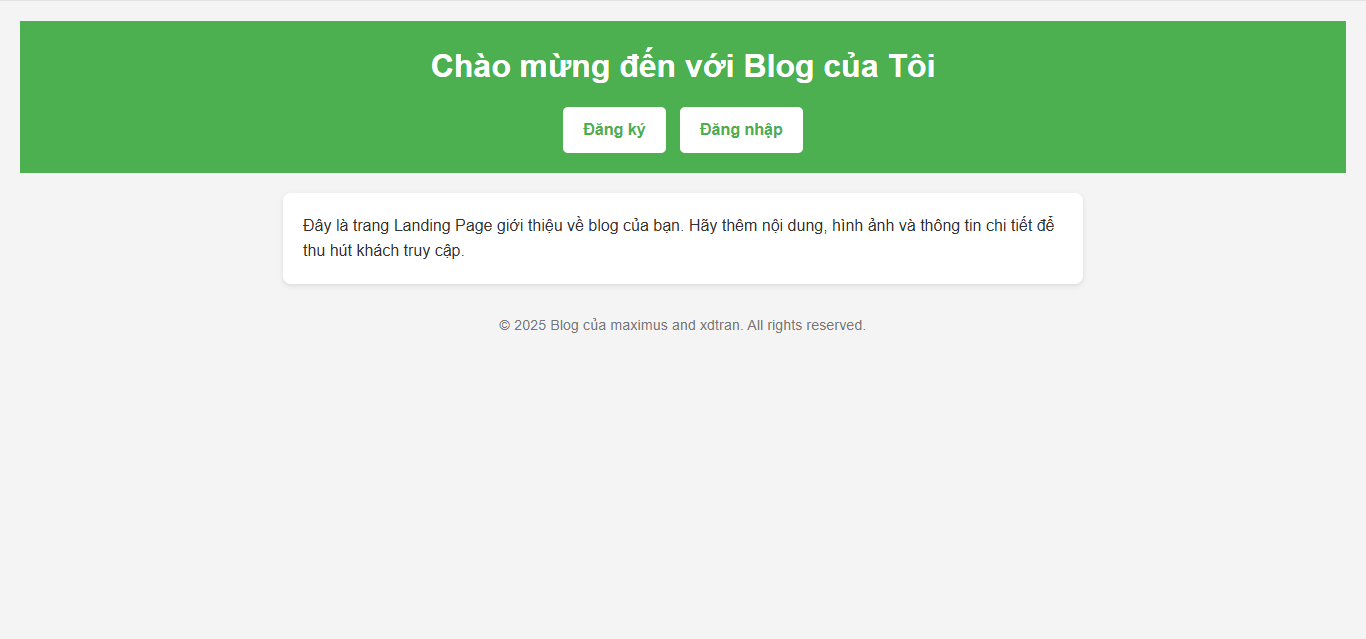 Chào mừng đến với Blog của Tôi
Đăng ký
Đăng nhập
Đây là trang Landing Page giới thiệu về blog của bạn. Hãy thêm nội dung, hình ảnh và thông tin chi tiết để
thu hút khách truy cập.
© 2025 Blog của maximus and xdtran. All rights reserved.